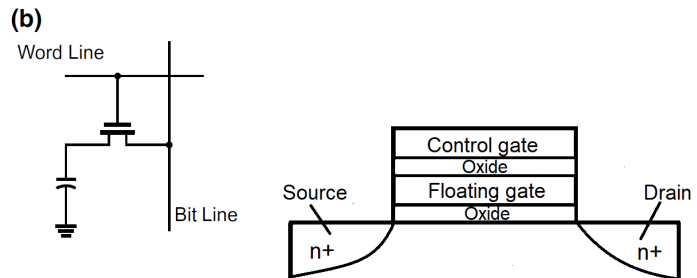 (b)
Word Line
Bit Line
Control gate
Oxide
Floating gate
Oxide
Source
Drain
n+
n+